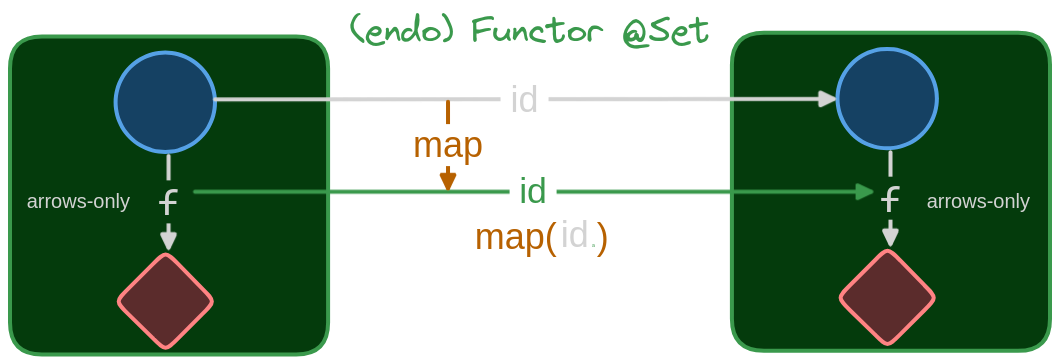 (endo) Functor @Set
id
map
arrows-only
f
id
f
arrows-only
map(id.)